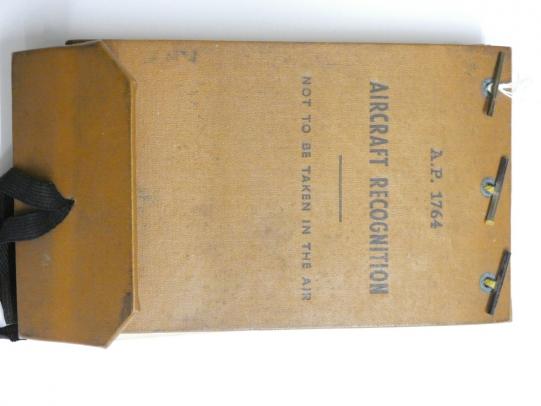 A.P. 1764
AIRCRAFT RECOGNITION
NOT TO BE TAKEN IN THE AIR